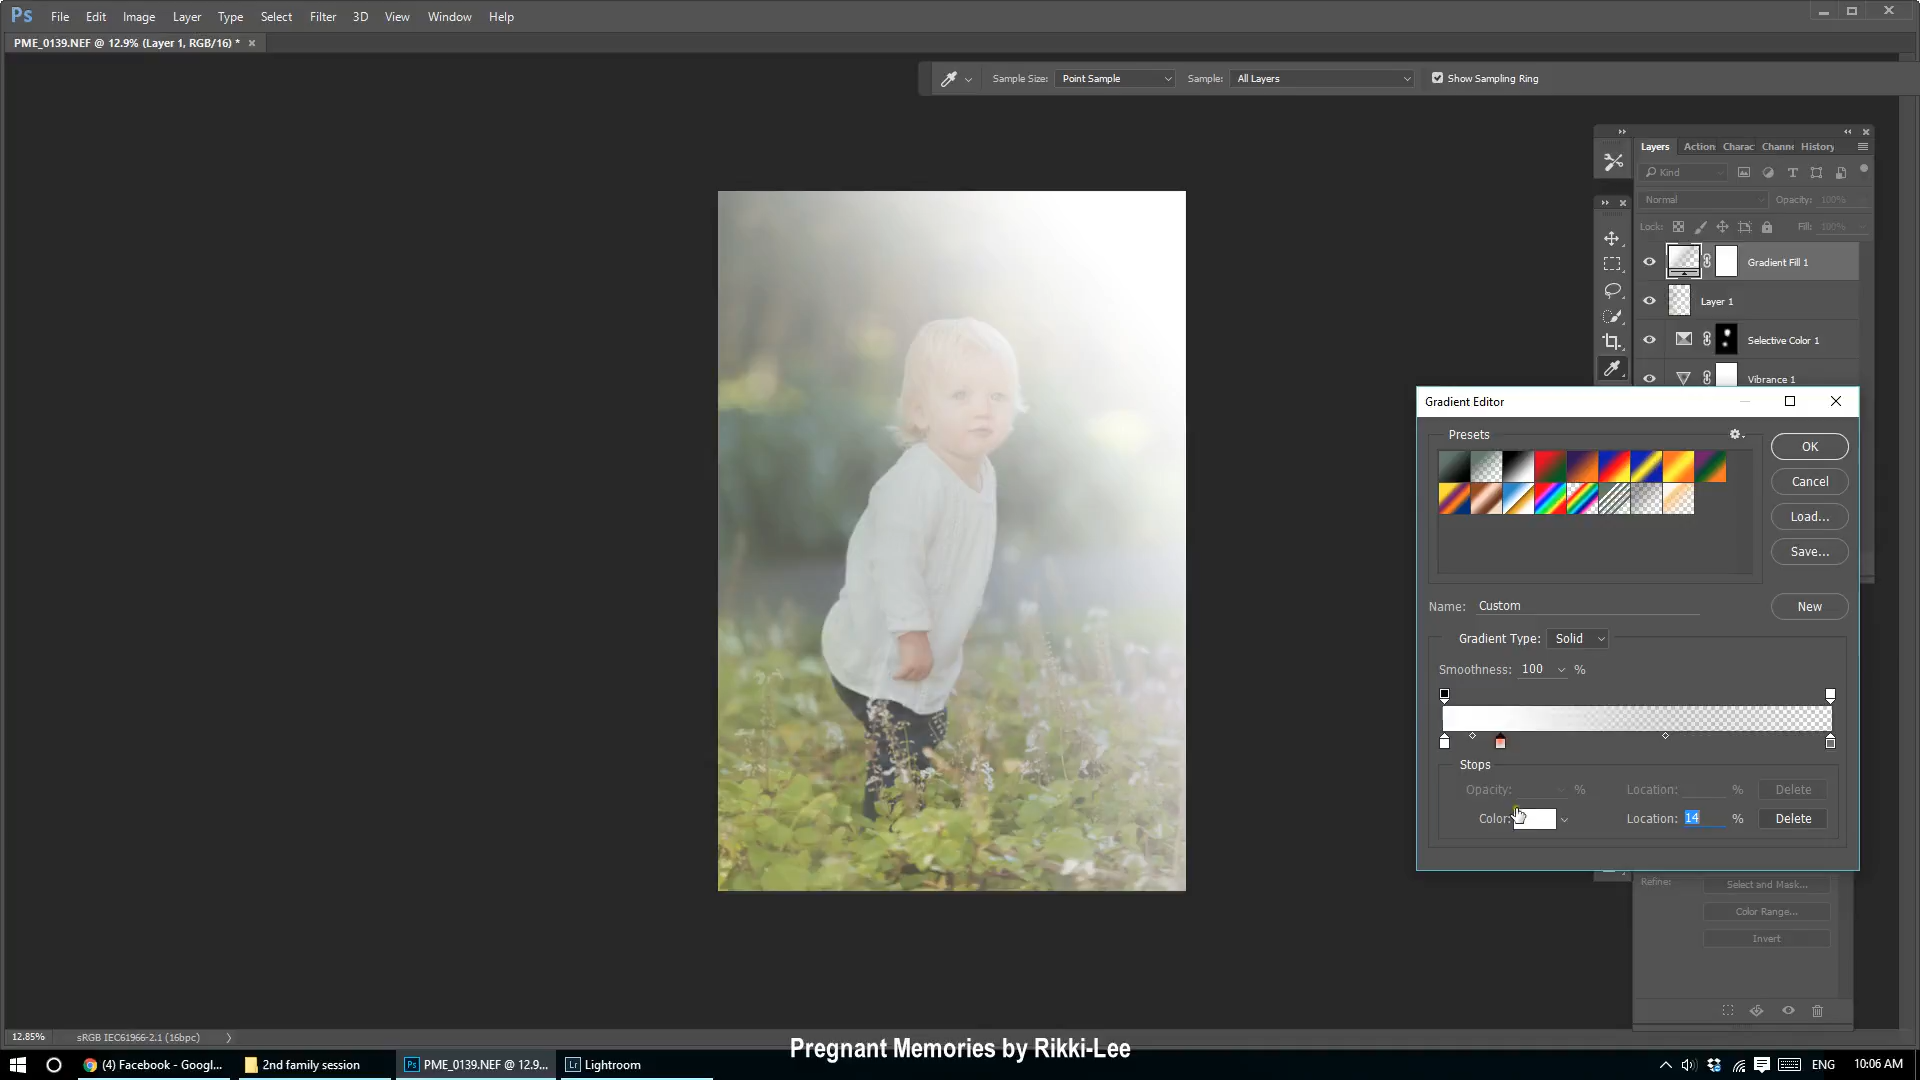 Ps File Edit Image Layer Type Select Filter 3D View Window Help
PME_0139.NEF @ 12.9% (Layer 1, RGB/16) * ×
Sample Size: Point Sample Sample: All Layers Show Sampling Ring
Layers Action Charac Chann History
Kind
Normal Opacity: 100%
Lock: Fill: 100%
Gradient Fill 1
Layer 1
Selective Color 1
Vibrance 1
Gradient Editor
Presets
OK
Cancel
Load...
Save...
Name: Custom New
Gradient Type: Solid
Smoothness: 100 %
Stops
Opacity: % Location: % Delete
Color: Location: 14 % Delete
Refine: Select and Mask...
Color Range...
Invert
12.85% sRGB IEC61966-2.1 (16bpc)
Pregnant Memories by Rikki-Lee
(4) Facebook - Googl... 2nd family session Ps PME_0139.NEF @ 12.9... Lr Lightroom ENG 10:06 AM